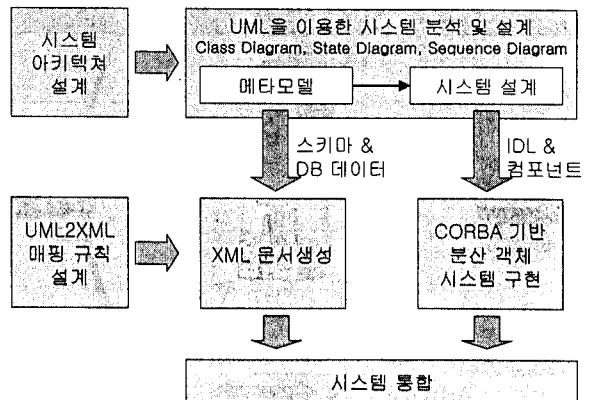 시스템
아키텍쳐
설계
UML을 이용한 시스템 분석 및 설계
Class Diagram, State Diagram, Sequence Diagram
메타모델
시스템 설계
스키마 &
DB 데이터
IDL &
컴포넌트
UML2XML
매핑 규칙
설계
XML 문서생성
CORBA 기반
분산 객체
시스템 구현
시스템 통합